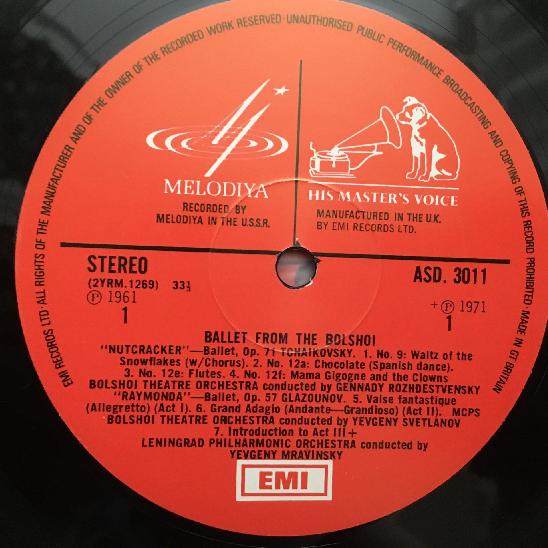 EMI RECORDS LTD · ALL RIGHTS OF THE MANUFACTURER AND OF THE OWNER OF THE RECORDED WORK RESERVED · UNAUTHORISED PUBLIC PERFORMANCE BROADCASTING AND COPYING OF THIS RECORD PROHIBITED · MADE IN GT BRITAIN
MELODIYA
RECORDED BY
MELODIYA IN THE U.S.S.R.
HIS MASTER'S VOICE
MANUFACTURED IN THE U.K.
BY EMI RECORDS LTD.
STEREO
(2YRM.1269) 33⅓
Ⓟ 1961
1
ASD. 3011
+ Ⓟ 1971
1
BALLET FROM THE BOLSHOI
"NUTCRACKER"—Ballet, Op. 71 TCHAIKOVSKY. 1. No. 9: Waltz of the
Snowflakes (w/Chorus). 2. No. 12a: Chocolate (Spanish dance).
3. No. 12e: Flutes. 4. No. 12f: Mama Gigogne and the Clowns
BOLSHOI THEATRE ORCHESTRA conducted by GENNADY ROZHDESTVENSKY
"RAYMONDA"—Ballet, Op. 57 GLAZOUNOV. 5. Valse fantastique
(Allegretto) (Act I). 6. Grand Adagio (Andante—Grandioso) (Act II). MCPS
BOLSHOI THEATRE ORCHESTRA conducted by YEVGENY SVETLANOV
7. Introduction to Act III+
LENINGRAD PHILHARMONIC ORCHESTRA conducted by
YEVGENY MRAVINSKY
EMI